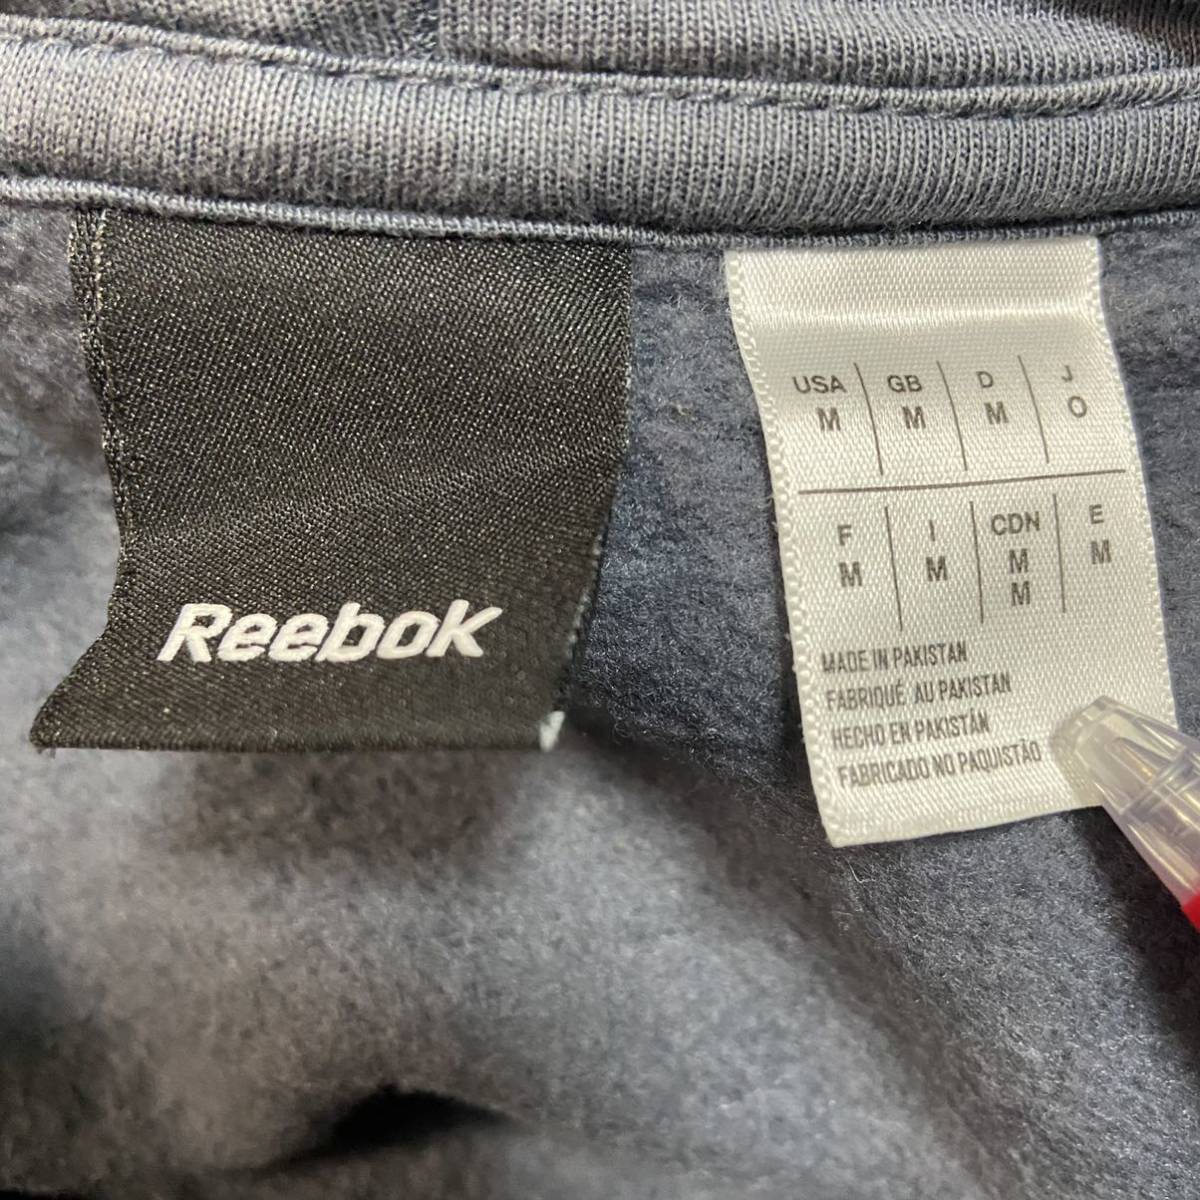 Reebok
USA GB D J
M M M O
F I CDN E
M M M M
M
MADE IN PAKISTAN
FABRIQUÉ AU PAKISTAN
HECHO EN PAKISTÁN
FABRICADO NO PAQUISTÃO